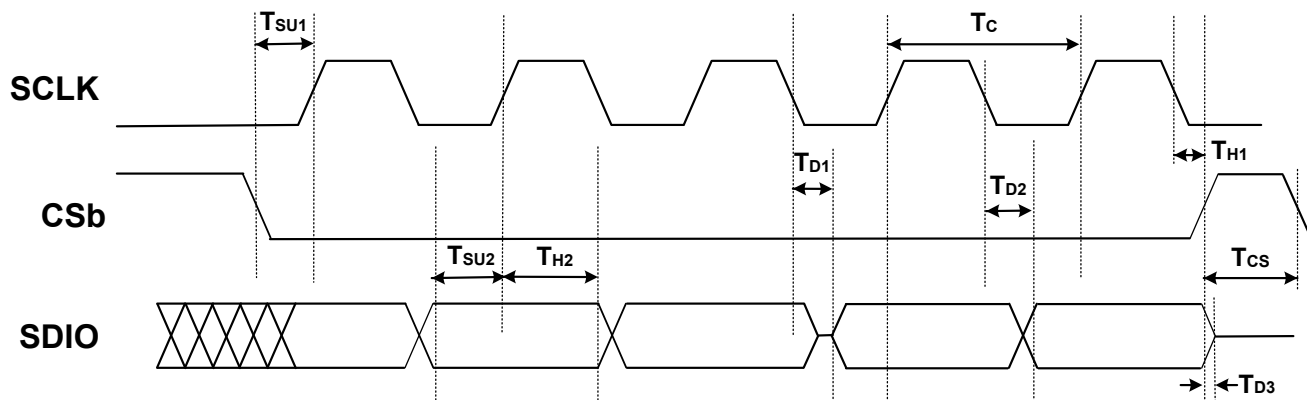 TSU1
TC
SCLK
TD1
TH1
TD2
CSb
TSU2
TH2
TCS
SDIO
TD3